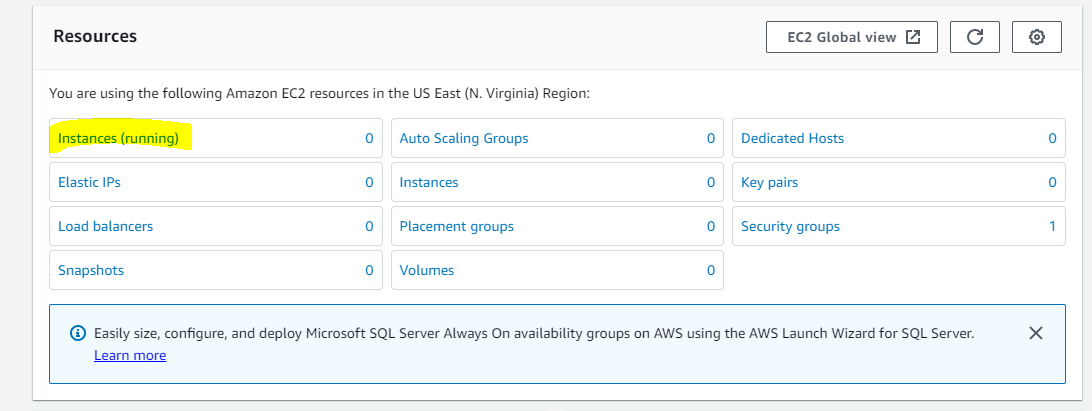 Resources
EC2 Global view
You are using the following Amazon EC2 resources in the US East (N. Virginia) Region:
Instances (running) 0 Auto Scaling Groups 0 Dedicated Hosts 0
Elastic IPs 0 Instances 0 Key pairs 0
Load balancers 0 Placement groups 0 Security groups 1
Snapshots 0 Volumes 0
Easily size, configure, and deploy Microsoft SQL Server Always On availability groups on AWS using the AWS Launch Wizard for SQL Server.
Learn more